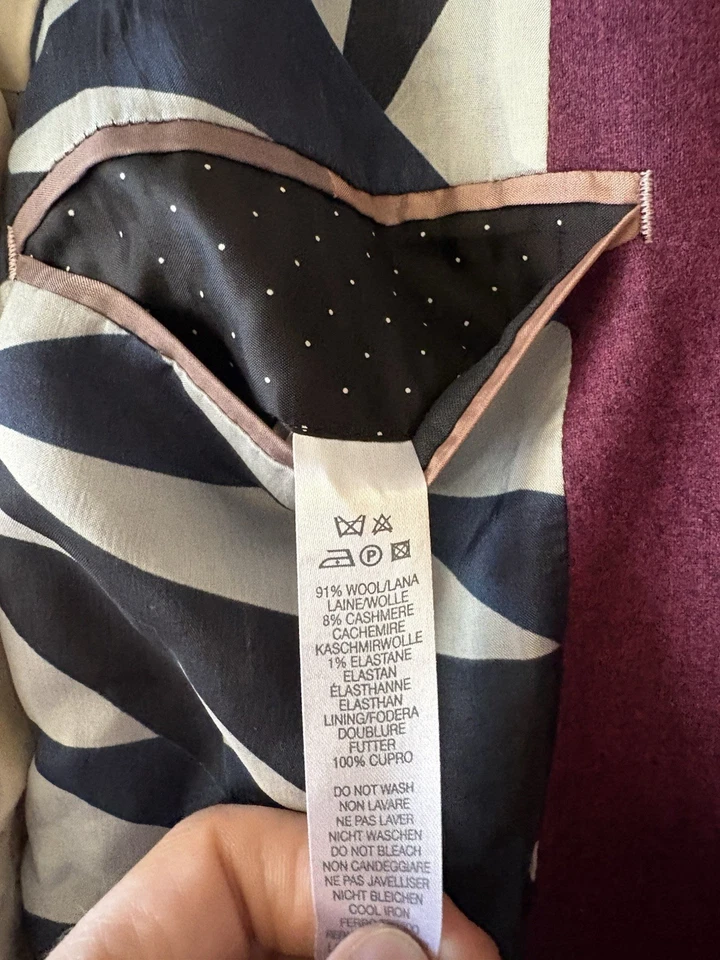 P
91% WOOL/LANA
LAINE/WOLLE
8% CASHMERE
CACHEMIRE
KASCHMIRWOLLE
1% ELASTANE
ELASTAN
ÉLASTHANNE
ELASTHAN
LINING/FODERA
DOUBLURE
FUTTER
100% CUPRO
DO NOT WASH
NON LAVARE
NE PAS LAVER
NICHT WASCHEN
DO NOT BLEACH
NON CANDEGGIARE
NE PAS JAVELLISER
NICHT BLEICHEN
COOL IRON